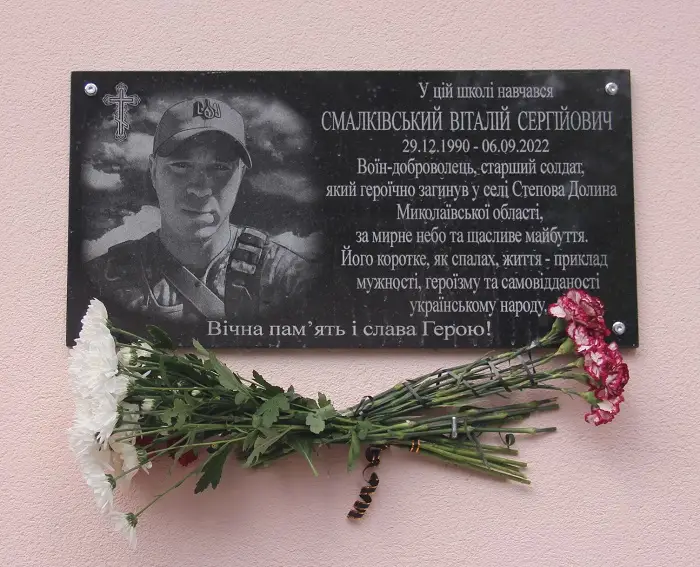 У цій школі навчався
СМАЛКІВСЬКИЙ ВІТАЛІЙ СЕРГІЙОВИЧ
29.12.1990 - 06.09.2022
Воїн-доброволець, старший солдат,
який героїчно загинув у селі Степова Долина
Миколаївської області,
за мирне небо та щасливе майбуття.
Його коротке, як спалах, життя - приклад
мужності, героїзму та самовідданості
українському народу.
Вічна пам'ять і слава Герою!